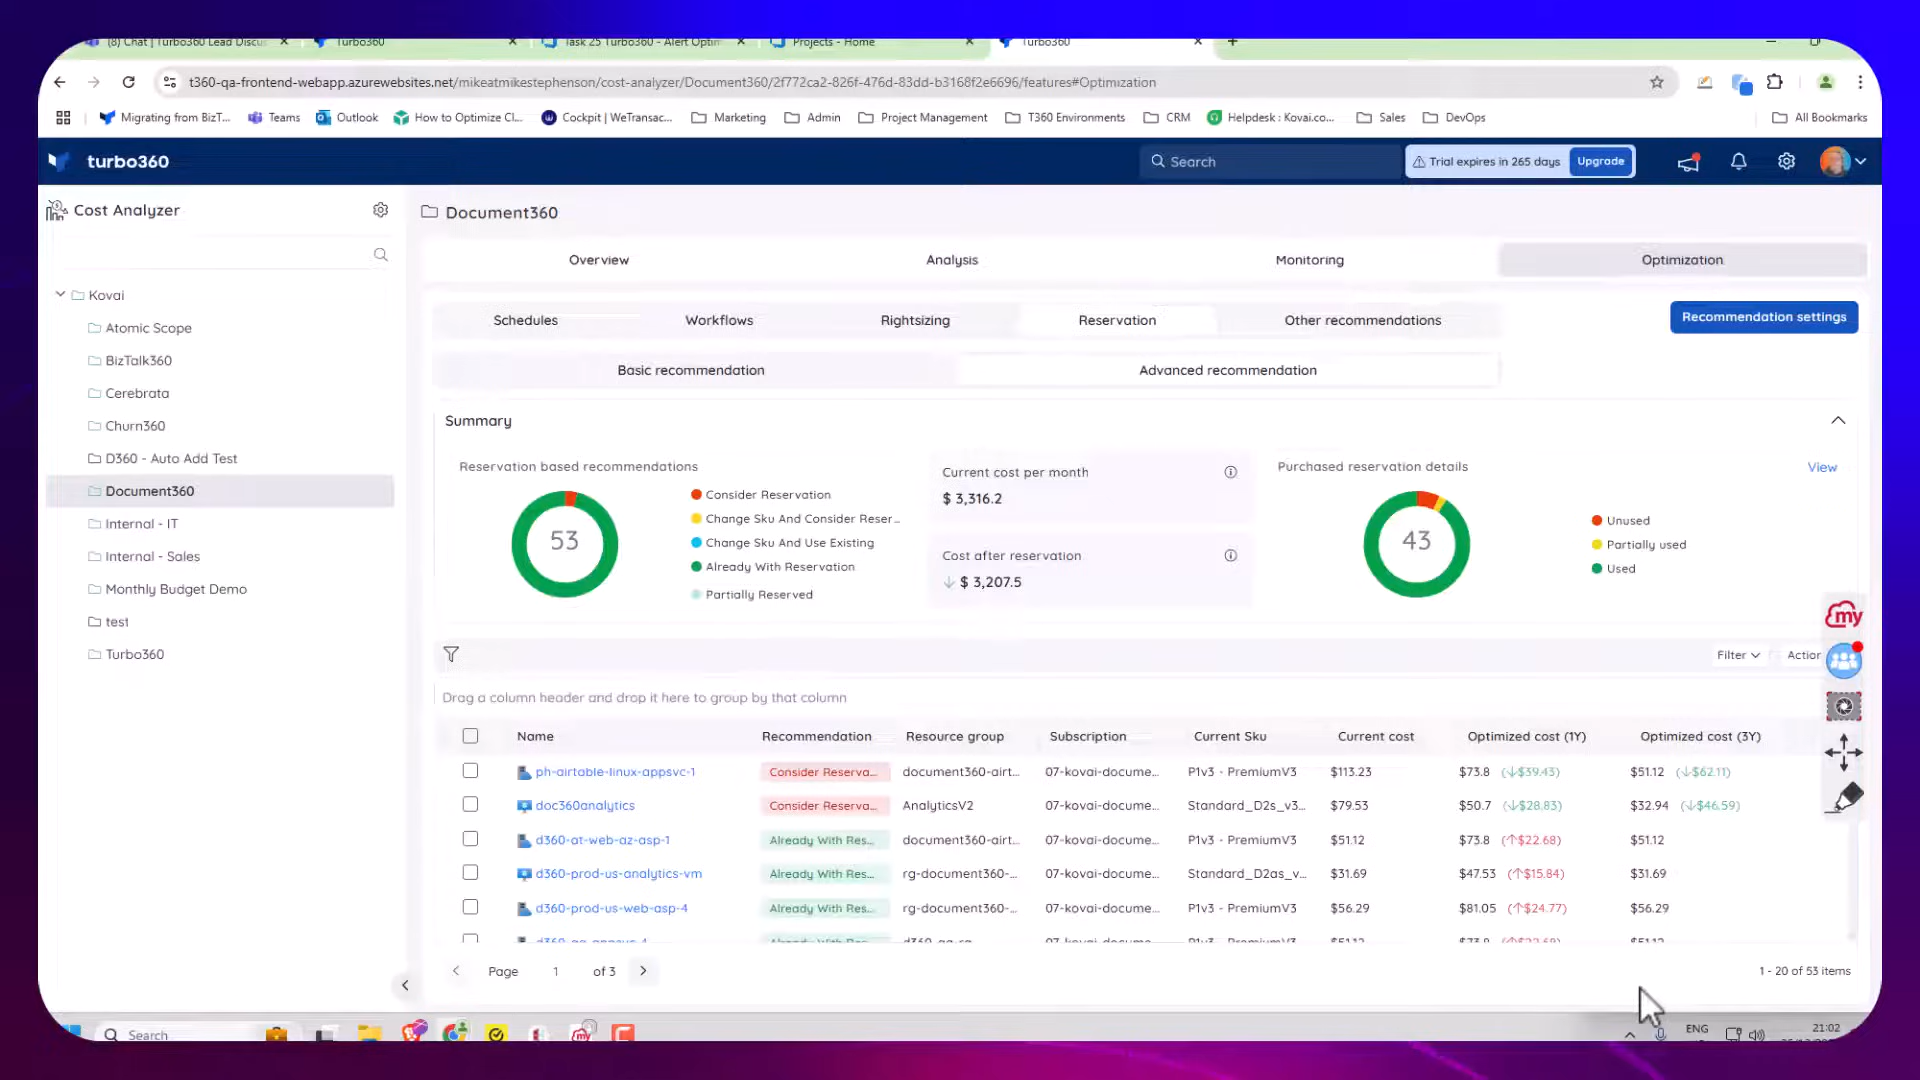 (8) Chat | Turbo360 Lead Discus
Turbo360
Task 25 Turbo360 - Alert Optim
Projects - Home
Turbo360
t360-qa-frontend-webapp.azurewebsites.net/mikeatmikestephenson/cost-analyzer/Document360/2f772ca2-826f-476d-83dd-b3168f2e6696/features#Optimization
Migrating from BizT...
Teams
Outlook
How to Optimize Cl...
Cockpit | WeTransac...
Marketing
Admin
Project Management
T360 Environments
CRM
Helpdesk : Kovai.co...
Sales
DevOps
All Bookmarks
turbo360
Search
Trial expires in 265 days
Upgrade
Cost Analyzer
Kovai
Atomic Scope
BizTalk360
Cerebrata
Churn360
D360 - Auto Add Test
Document360
Internal - IT
Internal - Sales
Monthly Budget Demo
test
Turbo360
Document360
Overview
Analysis
Monitoring
Optimization
Schedules
Workflows
Rightsizing
Reservation
Other recommendations
Recommendation settings
Basic recommendation
Advanced recommendation
Summary
Reservation based recommendations
53
Consider Reservation
Change Sku And Consider Reser...
Change Sku And Use Existing
Already With Reservation
Partially Reserved
Current cost per month
$ 3,316.2
Cost after reservation
↓ $ 3,207.5
Purchased reservation details
View
43
Unused
Partially used
Used
my
Filter
Action
Drag a column header and drop it here to group by that column
Name Recommendation Resource group Subscription Current Sku Current cost Optimized cost (1Y) Optimized cost (3Y)
ph-airtable-linux-appsvc-1 Consider Reserva... document360-airt... 07-kovai-docume... P1v3 - PremiumV3 $113.23 $73.8 (↓$39.43) $51.12 (↓$62.11)
doc360analytics Consider Reserva... AnalyticsV2 07-kovai-docume... Standard_D2s_v3... $79.53 $50.7 (↓$28.83) $32.94 (↓$46.59)
d360-at-web-az-asp-1 Already With Res... document360-airt... 07-kovai-docume... P1v3 - PremiumV3 $51.12 $73.8 (↑$22.68) $51.12
d360-prod-us-analytics-vm Already With Res... rg-document360-... 07-kovai-docume... Standard_D2as_v... $31.69 $47.53 (↑$15.84) $31.69
d360-prod-us-web-asp-4 Already With Res... rg-document360-... 07-kovai-docume... P1v3 - PremiumV3 $56.29 $81.05 (↑$24.77) $56.29
Page 1 of 3
1 - 20 of 53 items
Search
ENG
21:02